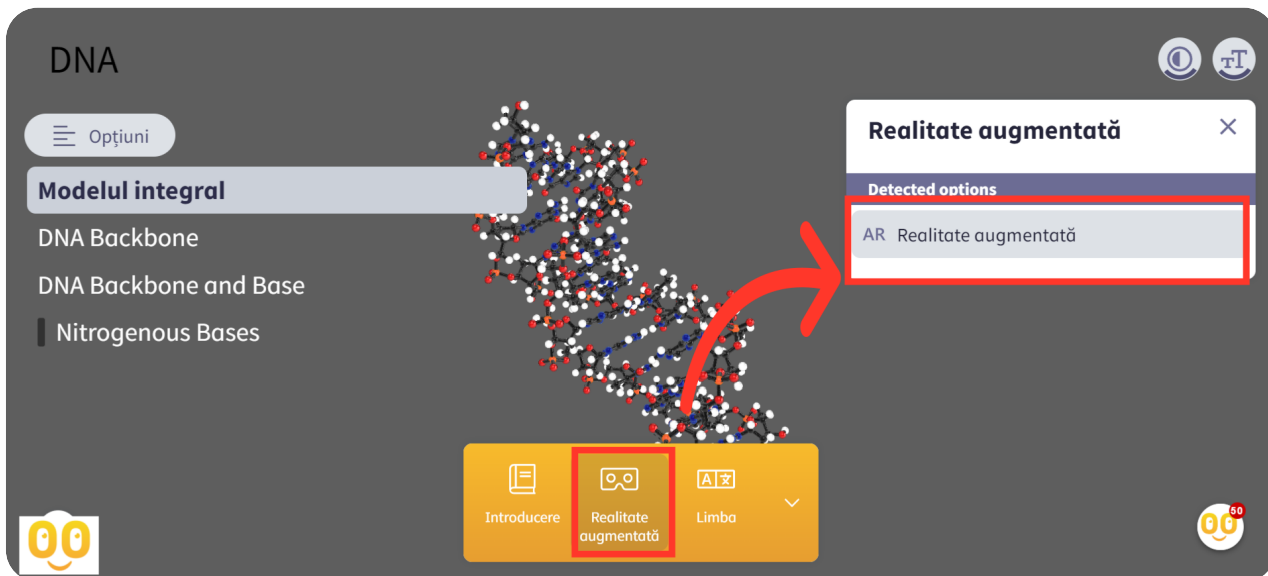 DNA
Opțiuni
Modelul integral
DNA Backbone
DNA Backbone and Base
Nitrogenous Bases
TT
Realitate augmentată
Detected options
AR Realitate augmentată
Introducere
Realitate
augmentată
A
Limba
50